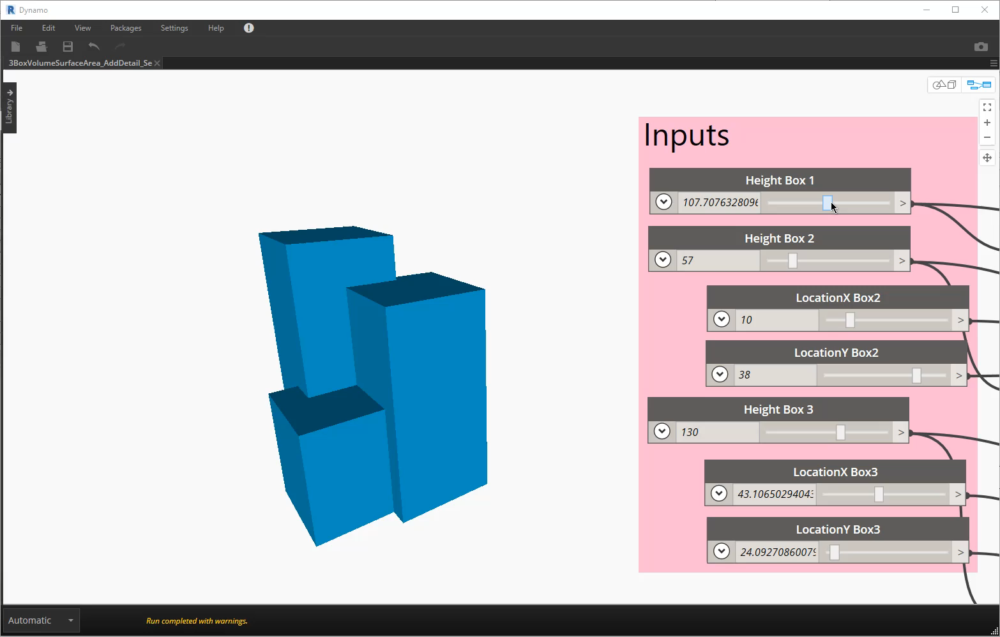 Dynamo
File Edit View Packages Settings Help
3BoxVolumeSurfaceArea_AddDetail_Se
Library
Inputs
Height Box 1
107.7076328096
>
Height Box 2
57
>
LocationX Box2
10
>
LocationY Box2
38
>
Height Box 3
130
>
LocationX Box3
43.1065029404
>
LocationY Box3
24.0927086007
>
Automatic
Run completed with warnings.